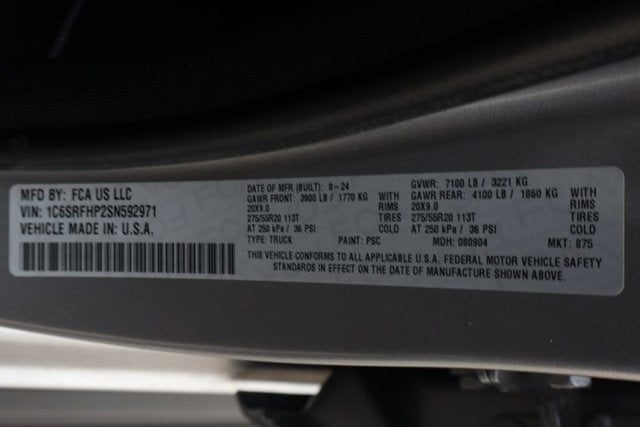 MFD BY: FCA US LLC
VIN: 1C6SRFHP2SN592971
VEHICLE MADE IN: U.S.A.
DATE OF MFR (BUILT): 8-24 GVWR: 7100 LB / 3221 KG
GAWR FRONT: 3900 LB / 1770 KG WITH GAWR REAR: 4100 LB / 1860 KG WITH
20X9.0 RIMS 20X9.0 RIMS
275/55R20 113T TIRES 275/55R20 113T TIRES
AT 250 kPa / 36 PSI COLD AT 250 kPa / 36 PSI COLD
TYPE: TRUCK PAINT: PSC MDH: 080904 MKT: 875
THIS VEHICLE CONFORMS TO ALL APPLICABLE U.S.A. FEDERAL MOTOR VEHICLE SAFETY
STANDARDS IN EFFECT ON THE DATE OF MANUFACTURE SHOWN ABOVE.